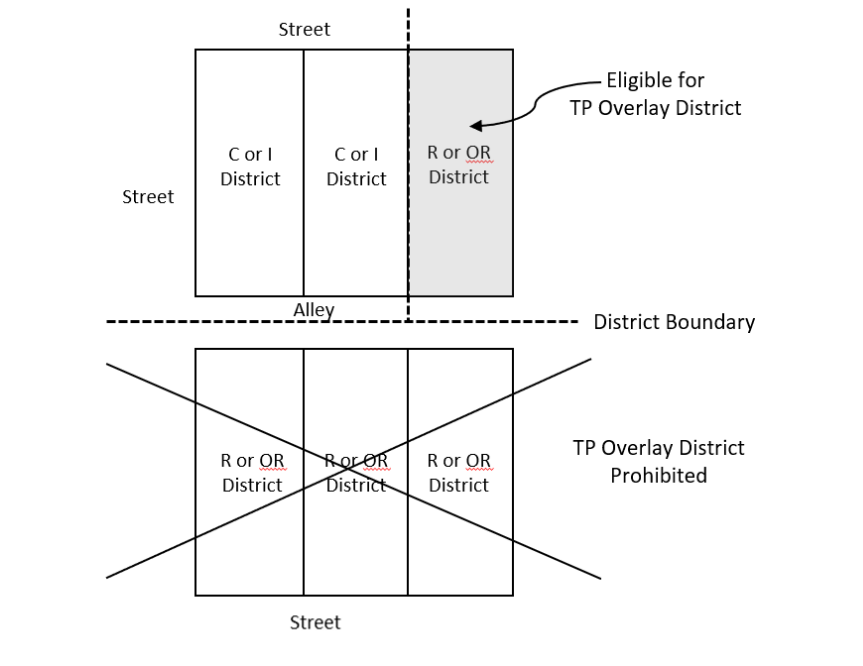 Street
Eligible for
TP Overlay District
C or I
District
C or I
District
R or OR
District
Street
Alley
District Boundary
R or OR
District
R or OR
District
R or OR
District
TP Overlay District
Prohibited
Street